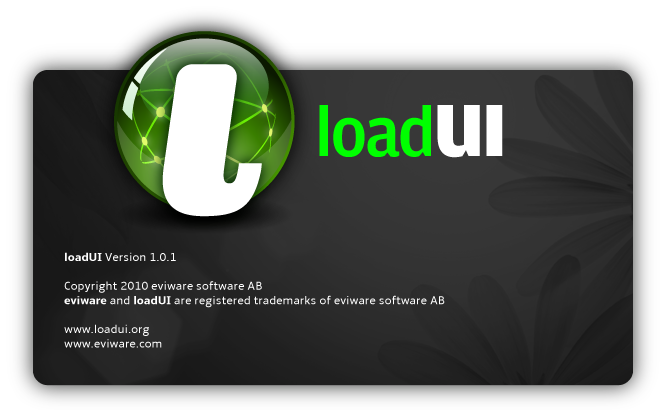 loadUI
loadUI Version 1.0.1
Copyright 2010 eviware software AB
eviware and loadUI are registered trademarks of eviware software AB
www.loadui.org
www.eviware.com